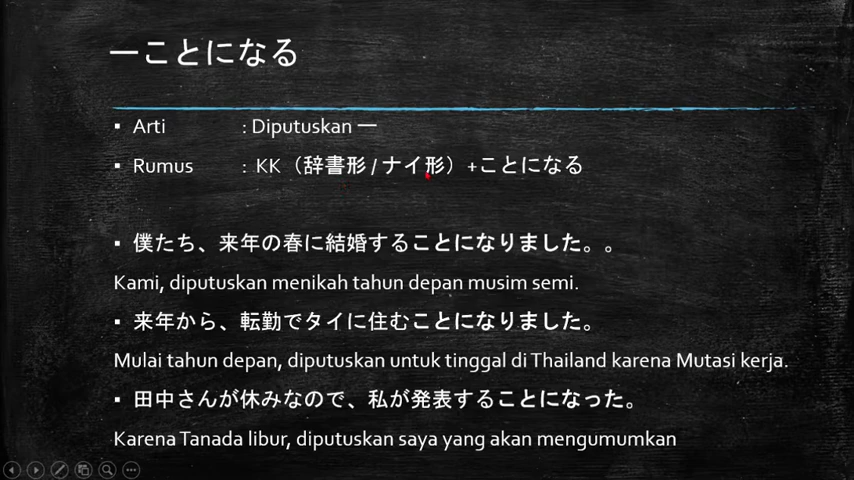 一ことになる
▪ Arti : Diputuskan 一
▪ Rumus : KK（辞書形 / ナイ形）+ことになる
▪ 僕たち、来年の春に結婚することになりました。。
Kami, diputuskan menikah tahun depan musim semi.
▪ 来年から、転勤でタイに住むことになりました。
Mulai tahun depan, diputuskan untuk tinggal di Thailand karena Mutasi kerja.
▪ 田中さんが休みなので、私が発表することになった。
Karena Tanada libur, diputuskan saya yang akan mengumumkan